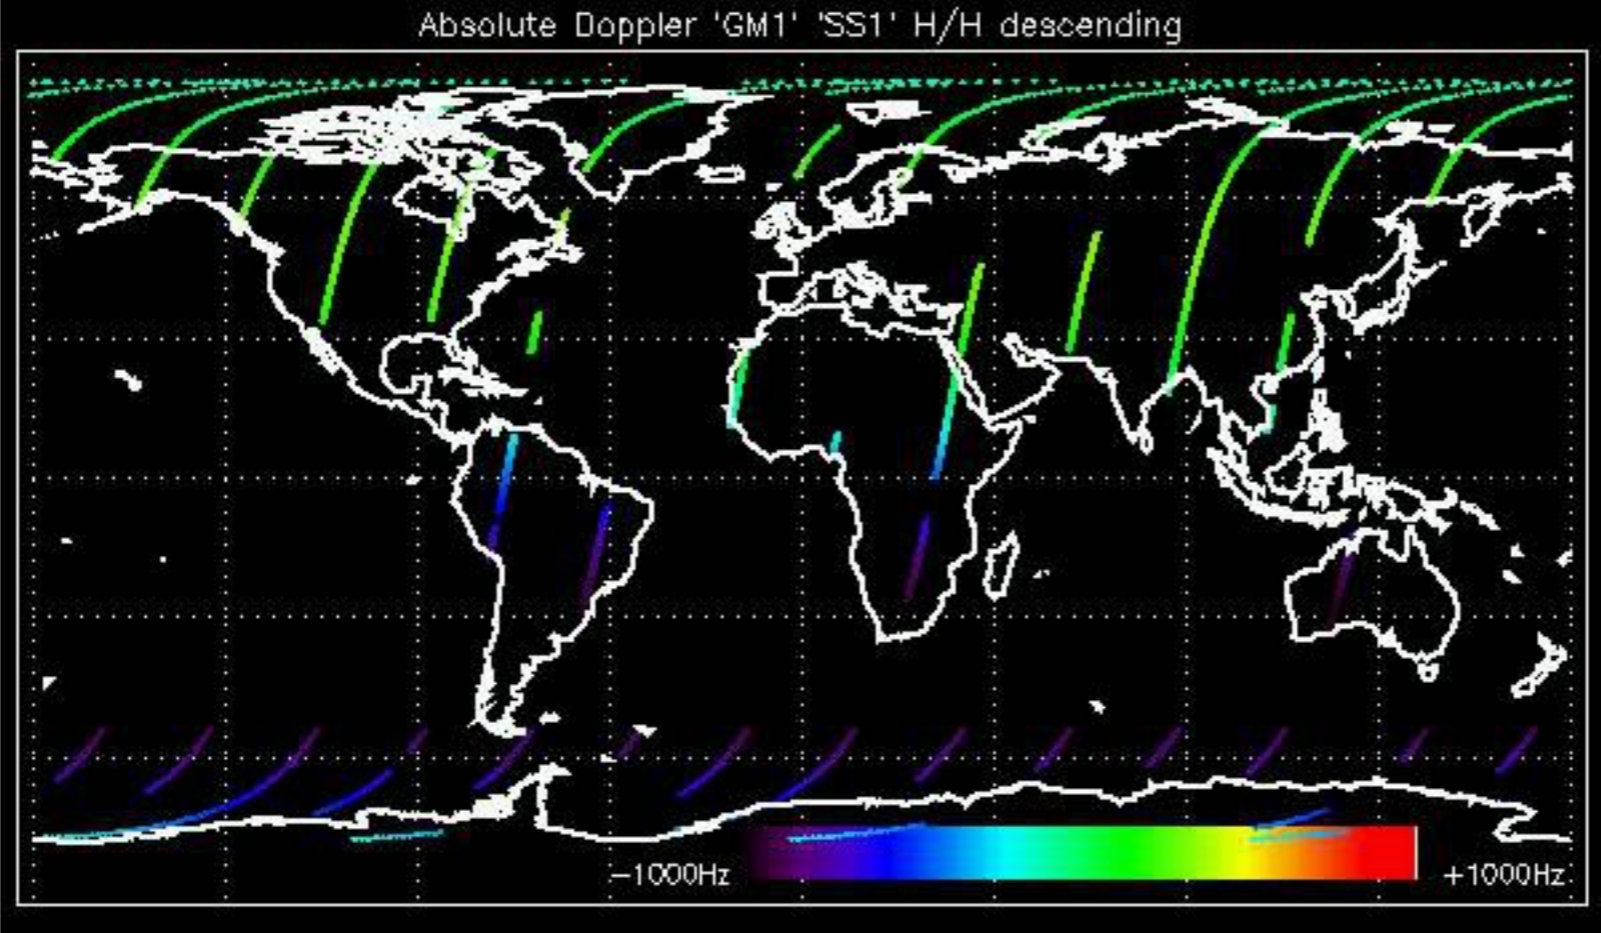 Absolute Doppler 'GM1' 'SS1' H/H descending
-1000Hz
+1000Hz